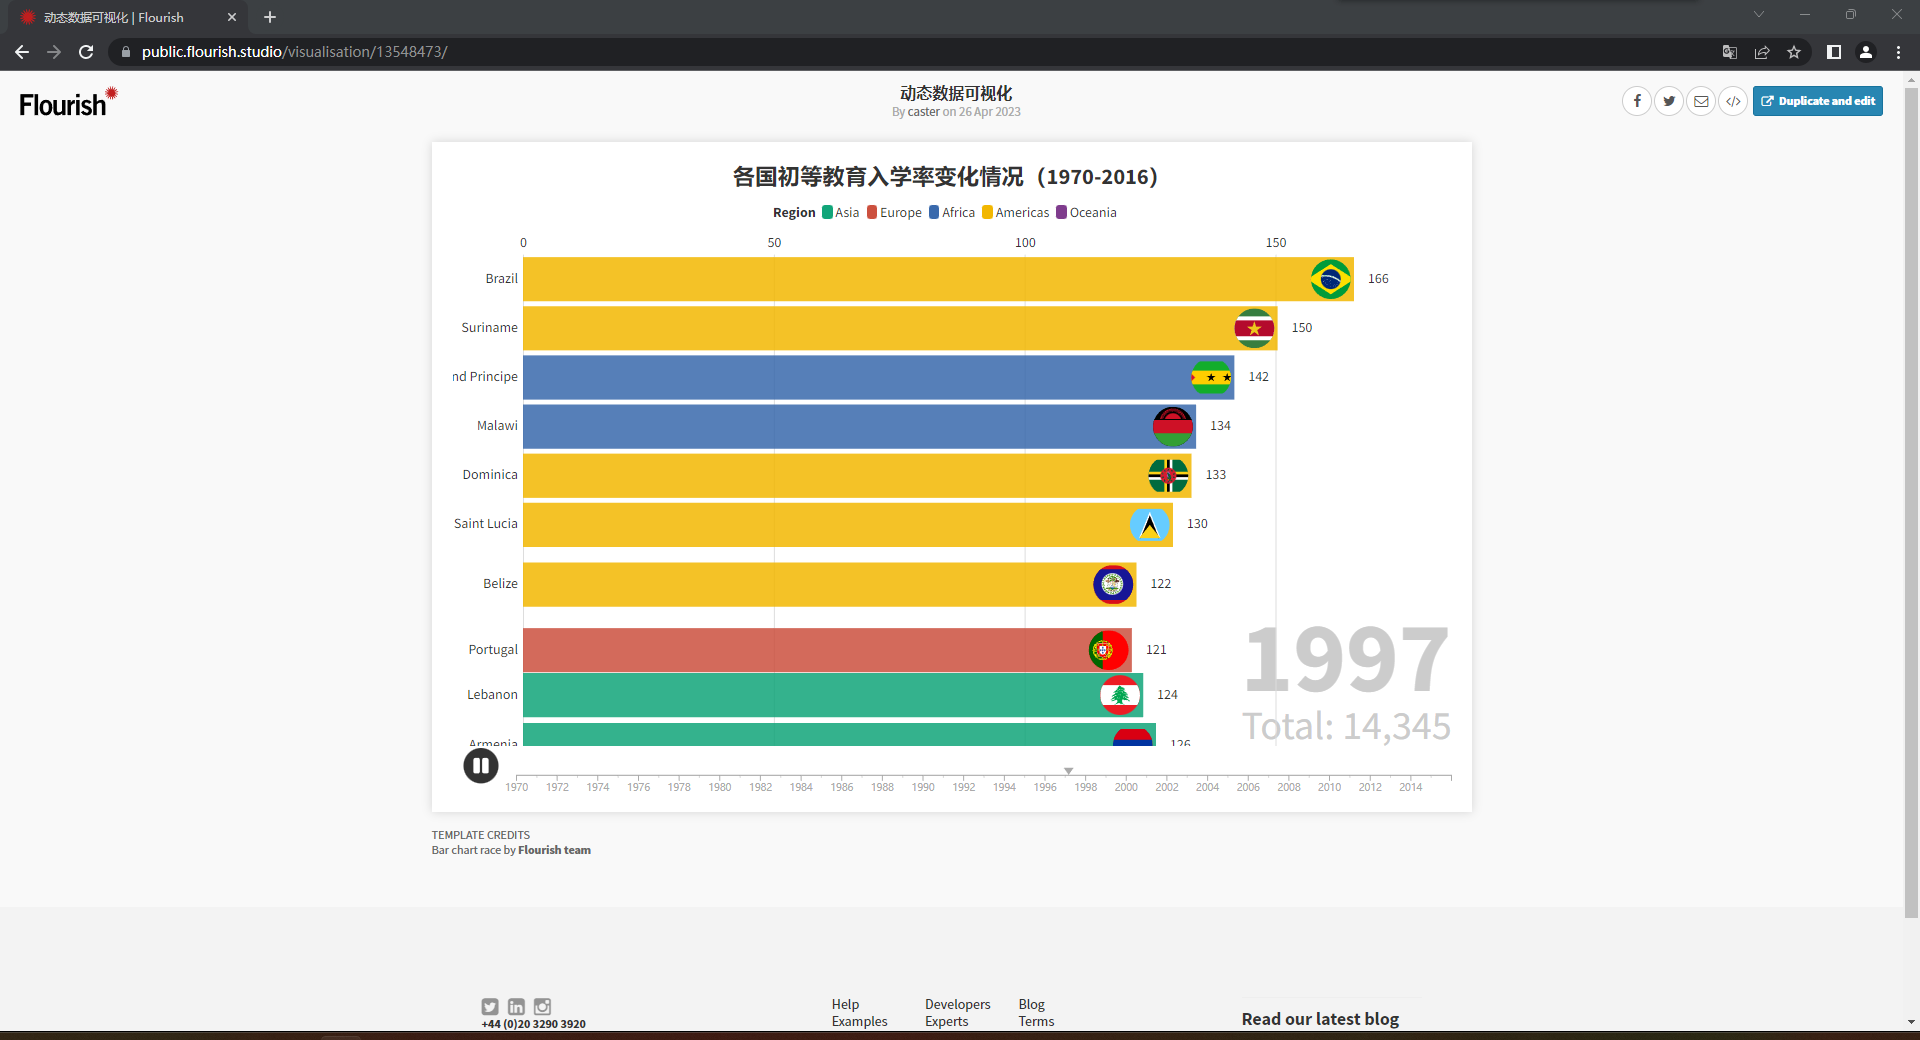 动态数据可视化 | Flourish
public.flourish.studio/visualisation/13548473/
Flourish
动态数据可视化
By caster on 26 Apr 2023
Duplicate and edit
各国初等教育入学率变化情况（1970-2016）
Region Asia Europe Africa Americas Oceania
0 50 100 150
Brazil 166
Suriname 150
nd Principe 142
Malawi 134
Dominica 133
Saint Lucia 130
Belize 122
Portugal 121
Lebanon 124
Armenia 126
1997
Total: 14,345
1970 1972 1974 1976 1978 1980 1982 1984 1986 1988 1990 1992 1994 1996 1998 2000 2002 2004 2006 2008 2010 2012 2014
TEMPLATE CREDITS
Bar chart race by Flourish team
+44 (0)20 3290 3920
Help Developers Blog
Examples Experts Terms
Read our latest blog